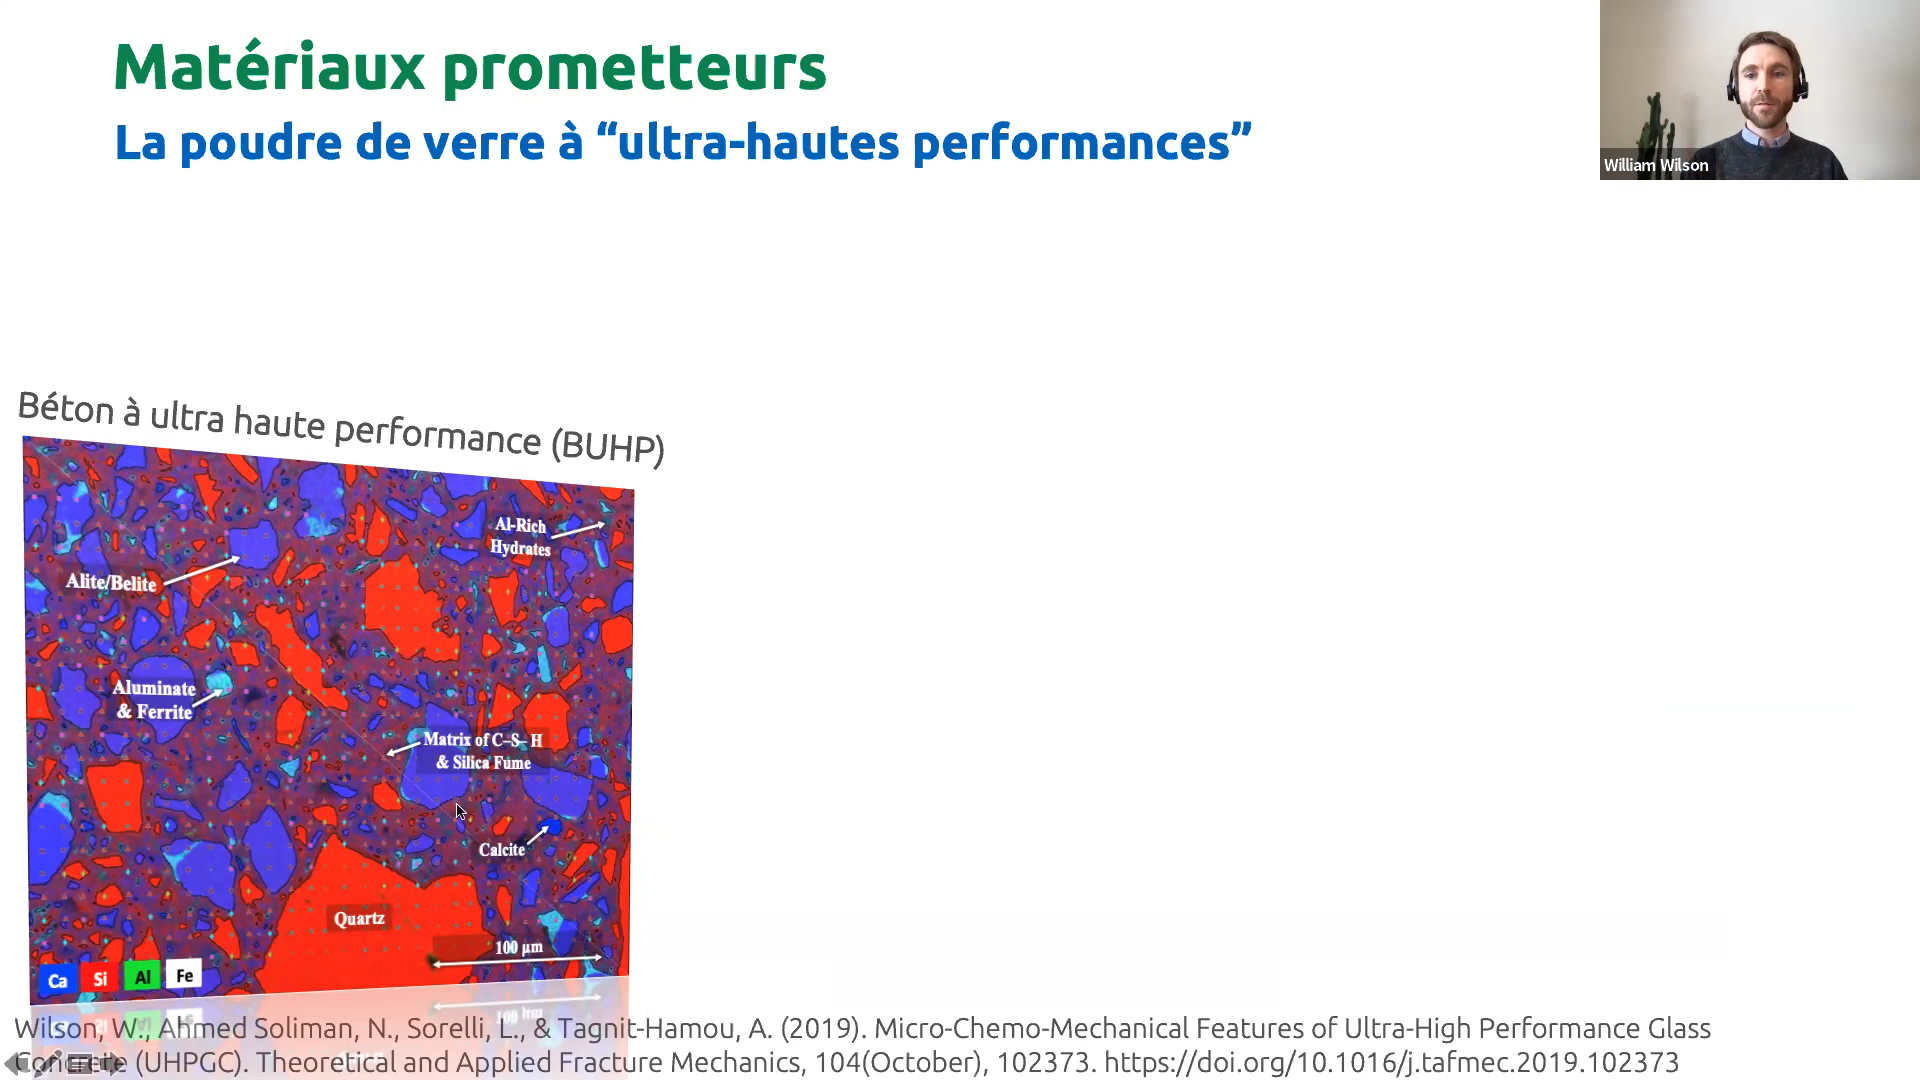 Matériaux prometteurs
La poudre de verre à “ultra-hautes performances”
William Wilson
Béton à ultra haute performance (BUHP)
Al-Rich
Hydrates
Alite/Belite
Aluminate
& Ferrite
Matrix of C–S–H
& Silica Fume
Calcite
Quartz
100 µm
Ca Si Al Fe
Wilson, W., Ahmed Soliman, N., Sorelli, L., & Tagnit-Hamou, A. (2019). Micro-Chemo-Mechanical Features of Ultra-High Performance Glass
Concrete (UHPGC). Theoretical and Applied Fracture Mechanics, 104(October), 102373. https://doi.org/10.1016/j.tafmec.2019.102373